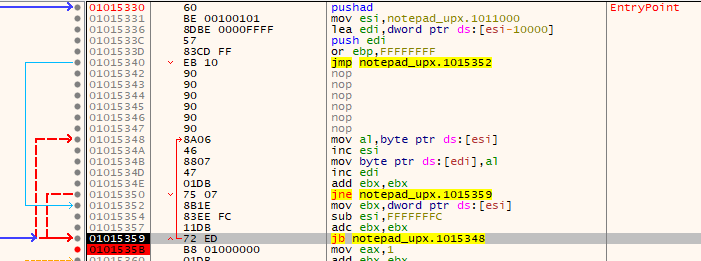 01015330 60 pushad EntryPoint
01015331 BE 00100101 mov esi,notepad_upx.1011000
01015336 8DBE 0000FFFF lea edi,dword ptr ds:[esi-10000]
0101533C 57 push edi
0101533D 83CD FF or ebp,FFFFFFFF
01015340 EB 10 jmp notepad_upx.1015352
01015342 90 nop
01015343 90 nop
01015344 90 nop
01015345 90 nop
01015346 90 nop
01015347 90 nop
01015348 8A06 mov al,byte ptr ds:[esi]
0101534A 46 inc esi
0101534B 8807 mov byte ptr ds:[edi],al
0101534D 47 inc edi
0101534E 01DB add ebx,ebx
01015350 75 07 jne notepad_upx.1015359
01015352 8B1E mov ebx,dword ptr ds:[esi]
01015354 83EE FC sub esi,FFFFFFFC
01015357 11DB adc ebx,ebx
01015359 72 ED jb notepad_upx.1015348
0101535B B8 01000000 mov eax,1
01015360 01DB add ebx,ebx